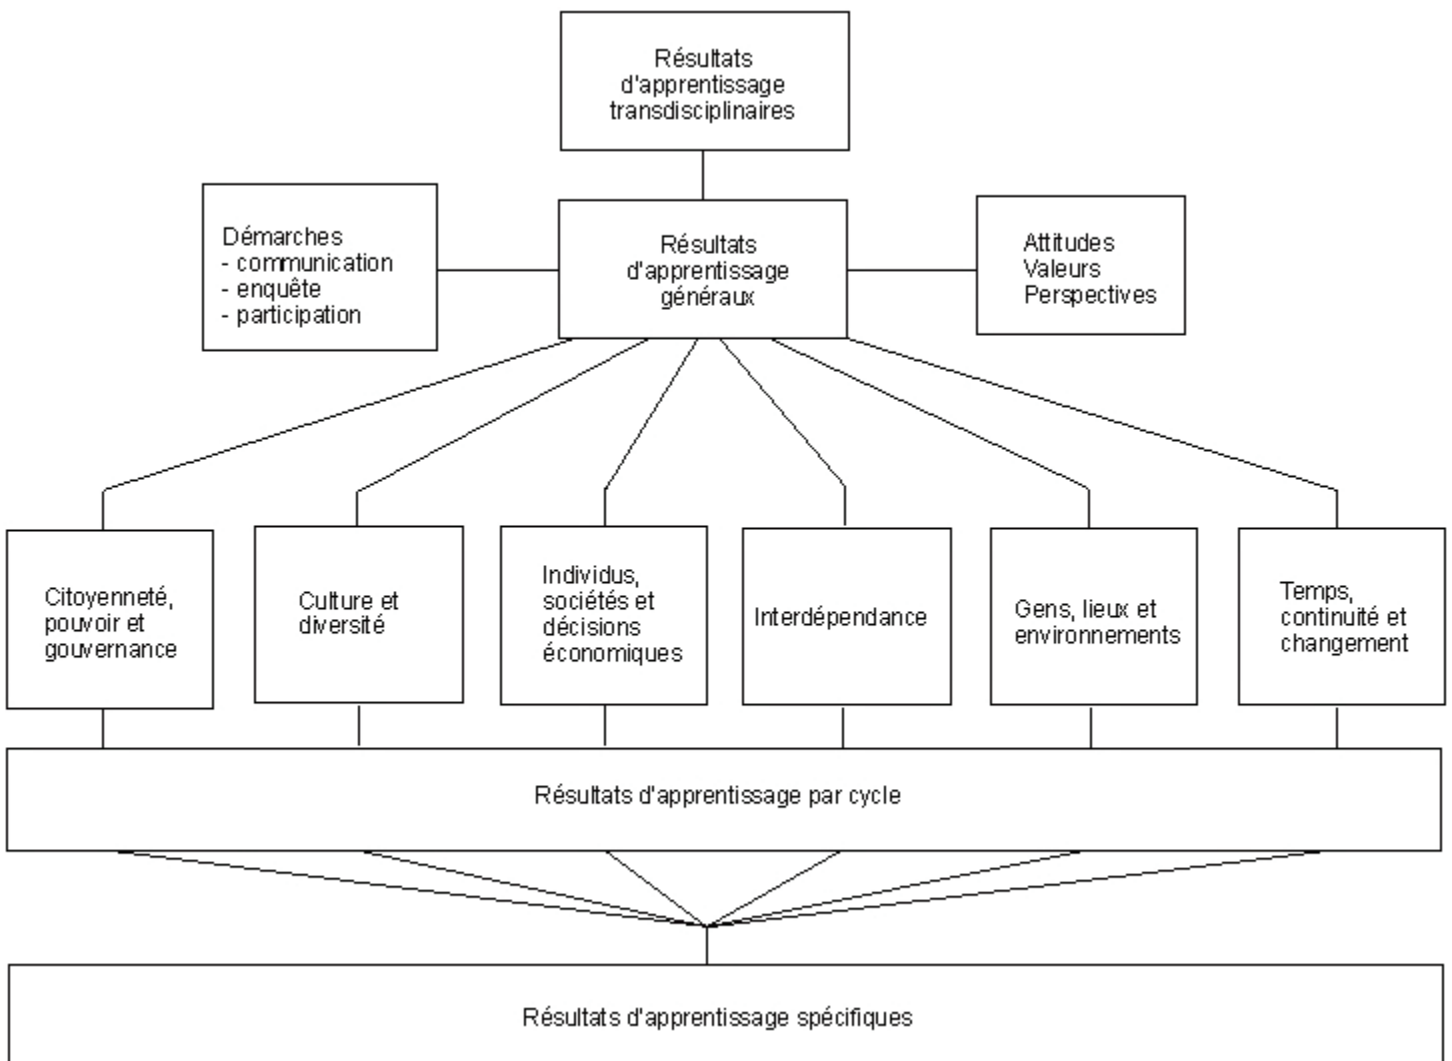 Résultats
d'apprentissage
transdisciplinaires
Démarches
- communication
- enquête
- participation
Résultats
d'apprentissage
généraux
Attitudes
Valeurs
Perspectives
Citoyenneté,
pouvoir et
gouvernance
Culture et
diversité
Individus,
sociétés et
décisions
économiques
Interdépendance
Gens, lieux et
environnements
Temps,
continuité et
changement
Résultats d'apprentissage par cycle
Résultats d'apprentissage spécifiques